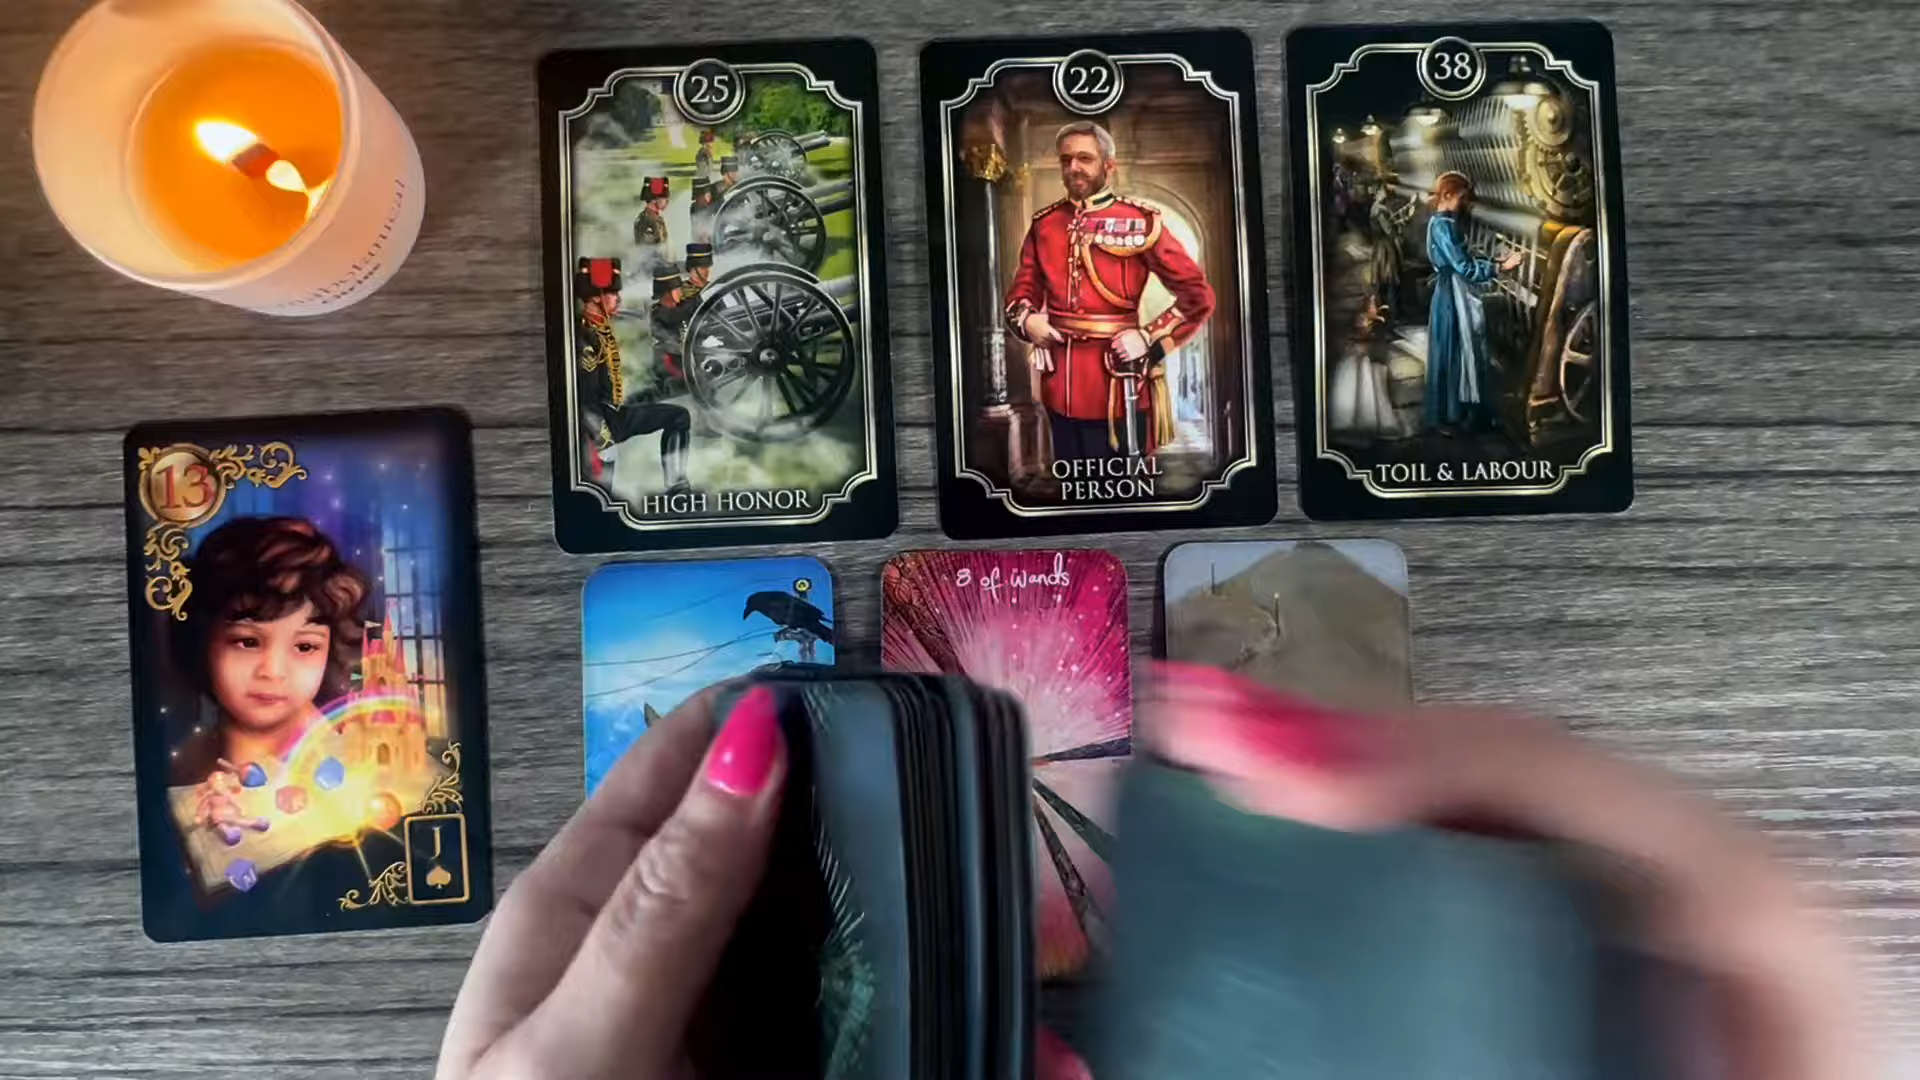 25
HIGH HONOR
22
OFFICIAL
PERSON
38
TOIL & LABOUR
13
J
8 of wands